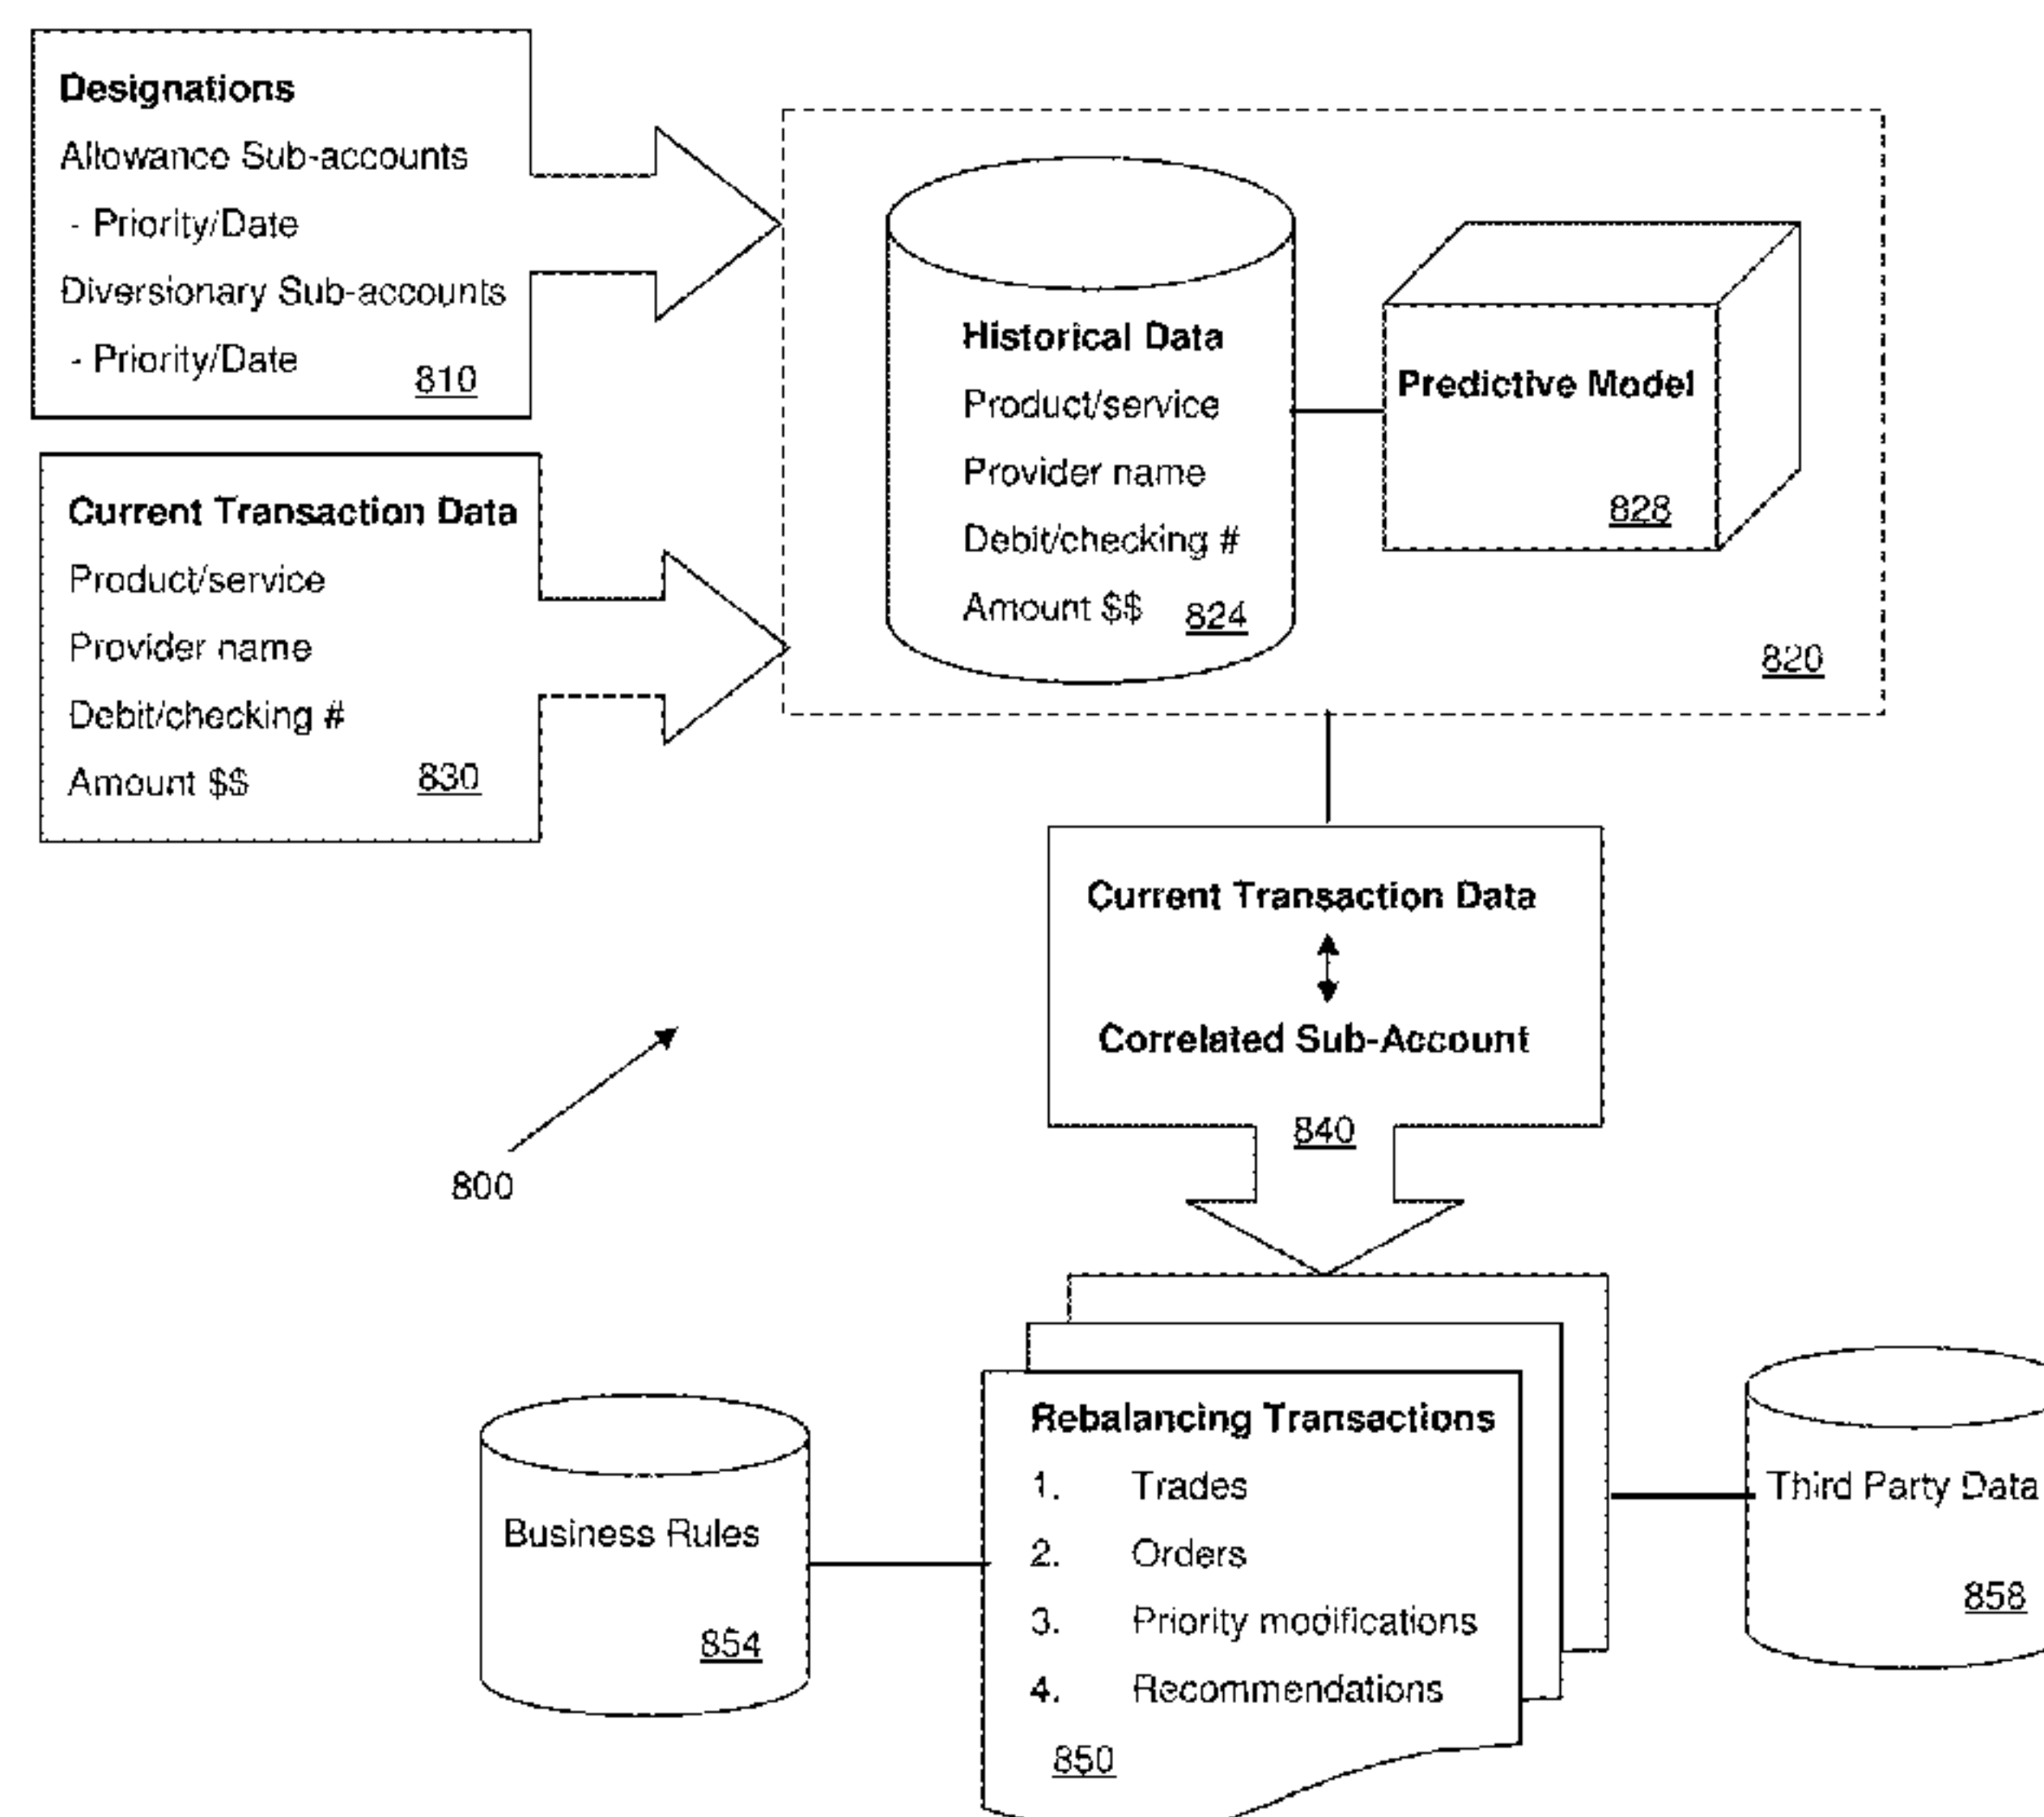 Designations
Allowance Sub-accounts
- Priority/Date
Diversionary Sub-accounts
- Priority/Date
810
Current Transaction Data
Product/service
Provider name
Debit/checking #
Amount $$
830
Historical Data
Product/service
Provider name
Debit/checking #
Amount $$
824
Predictive Model
828
820
Current Transaction Data
Correlated Sub-Account
840
800
Rebalancing Transactions
1. Trades
2. Orders
3. Priority modifications
4. Recommendations
850
Business Rules
854
Third Party Data
858